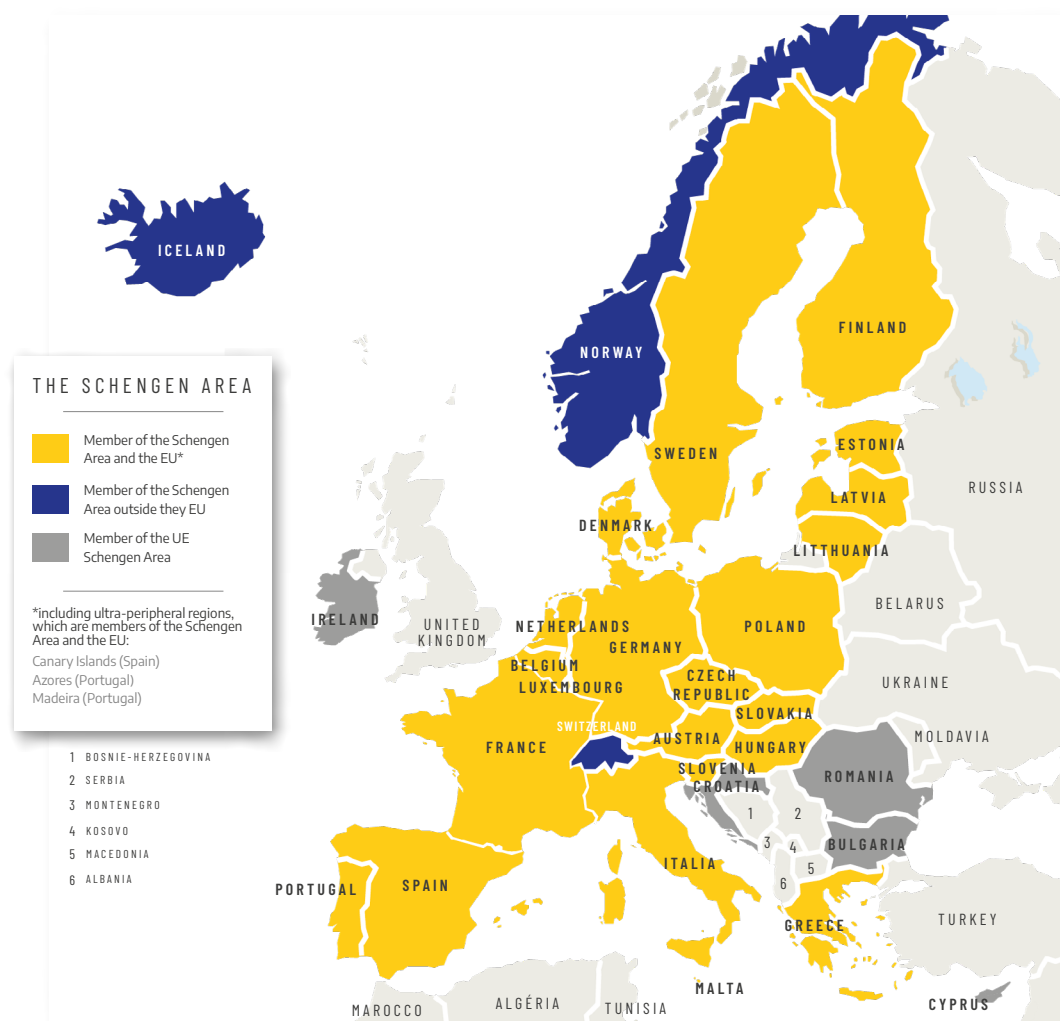 ICELAND
NORWAY
FINLAND
THE SCHENGEN AREA
Member of the Schengen
Area and the EU*
Member of the Schengen
Area outside they EU
Member of the UE
Schengen Area
*including ultra-peripheral regions,
which are members of the Schengen
Area and the EU:
Canary Islands (Spain)
Azores (Portugal)
Madeira (Portugal)
1 BOSNIE-HERZEGOVINA
2 SERBIA
3 MONTENEGRO
4 KOSOVO
5 MACEDONIA
6 ALBANIA
SWEDEN
ESTONIA
RUSSIA
LATVIA
DENMARK
LITTHUANIA
BELARUS
IRELAND
UNITED
KINGDOM
NETHERLANDS
GERMANY
POLAND
BELGIUM
LUXEMBOURG
CZECH
REPUBLIC
UKRAINE
SLOVAKIA
SWITZERLAND
AUSTRIA
FRANCE
HUNGARY
MOLDAVIA
SLOVENIA
CROATIA
ROMANIA
1
2
3
4
5
6
BULGARIA
ITALIA
PORTUGAL
SPAIN
GREECE
TURKEY
MALTA
CYPRUS
MAROCCO
ALGÉRIA
TUNISIA